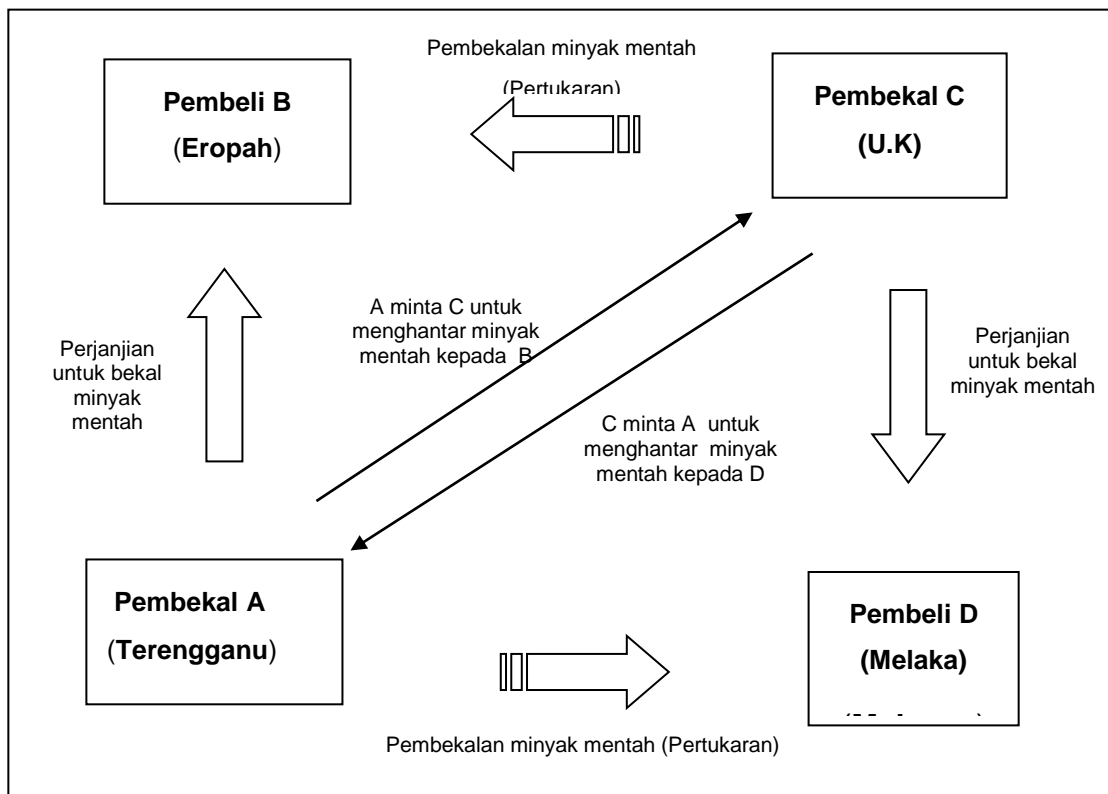 Pembekalan minyak mentah
(Pertukaran)
Pembeli B
(Eropah)
Pembekal C
(U.K)
A minta C untuk
menghantar minyak
mentah kepada B
Perjanjian
untuk bekal
minyak
mentah
Perjanjian
untuk bekal
minyak mentah
C minta A untuk
menghantar minyak
mentah kepada D
Pembekal A
(Terengganu)
Pembeli D
(Melaka)
Pembekalan minyak mentah (Pertukaran)